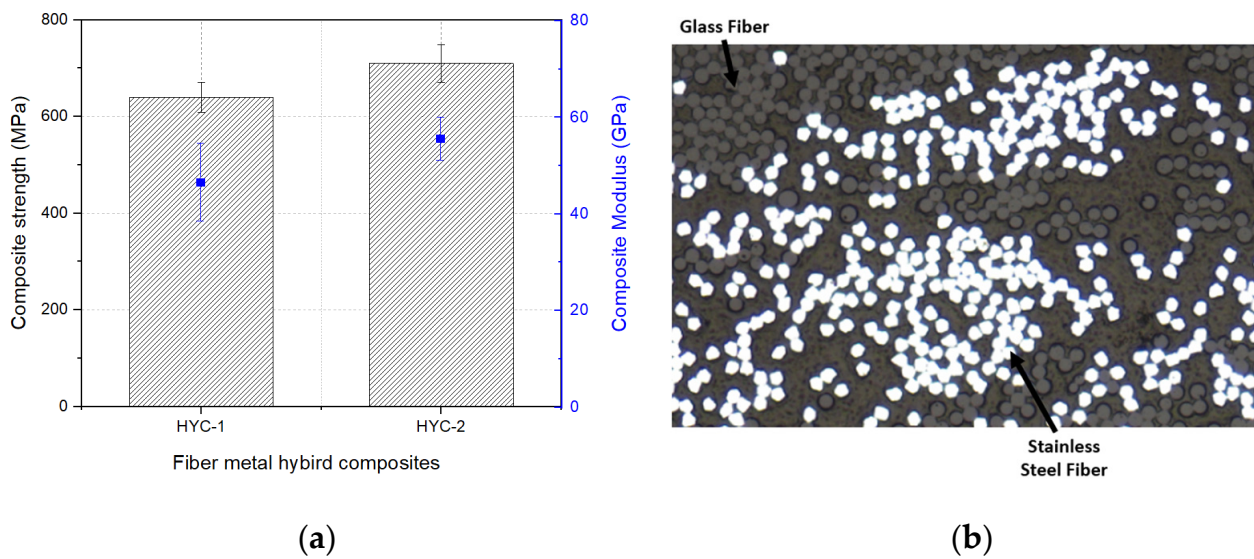 800
600
400
200
0
Composite strength (MPa)
80
60
40
20
0
Composite Modulus (GPa)
HYC-1
HYC-2
Fiber metal hybird composites
(a)
Glass Fiber
Stainless
Steel Fiber
(b)